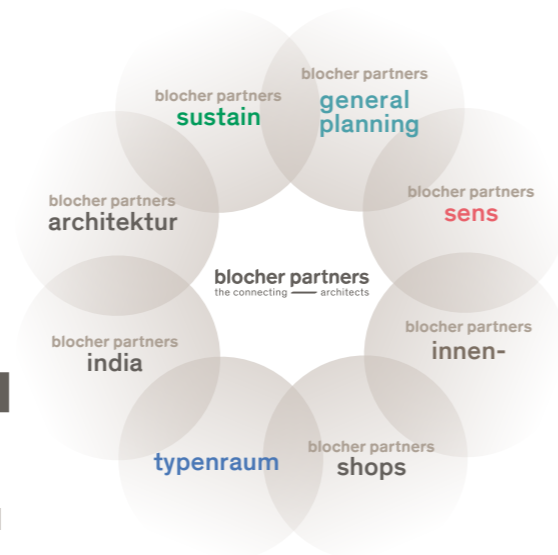 blocher partners
general
planning
blocher partners
sustain
blocher partners
sens
blocher partners
architektur
blocher partners
the connecting architects
blocher partners
innen-
blocher partners
india
blocher partners
shops
typenraum